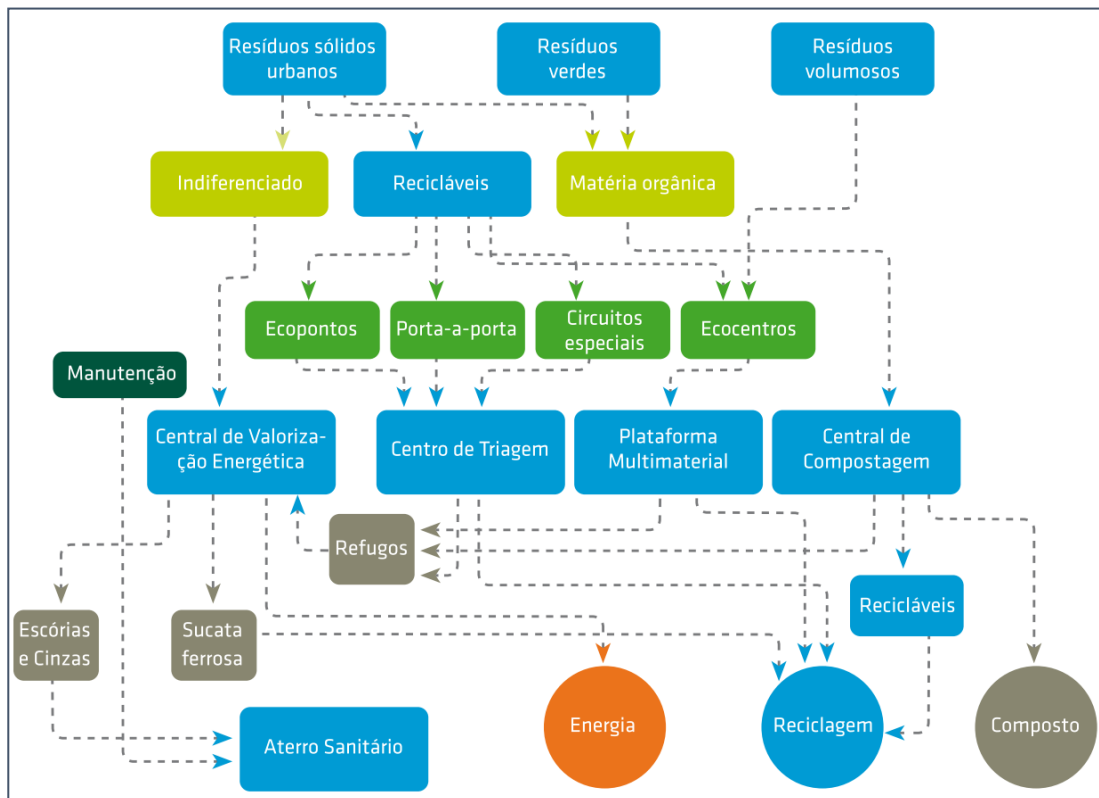 Resíduos sólidos
urbanos
Resíduos
verdes
Resíduos
volumosos
Indiferenciado
Recicláveis
Matéria orgânica
Ecopontos
Porta-a-porta
Circuitos
especiais
Ecocentros
Manutenção
Central de Valoriza-
ção Energética
Centro de Triagem
Plataforma
Multimaterial
Central de
Compostagem
Refugos
Recicláveis
Escórias
e Cinzas
Sucata
ferrosa
Energia
Reciclagem
Composto
Aterro Sanitário